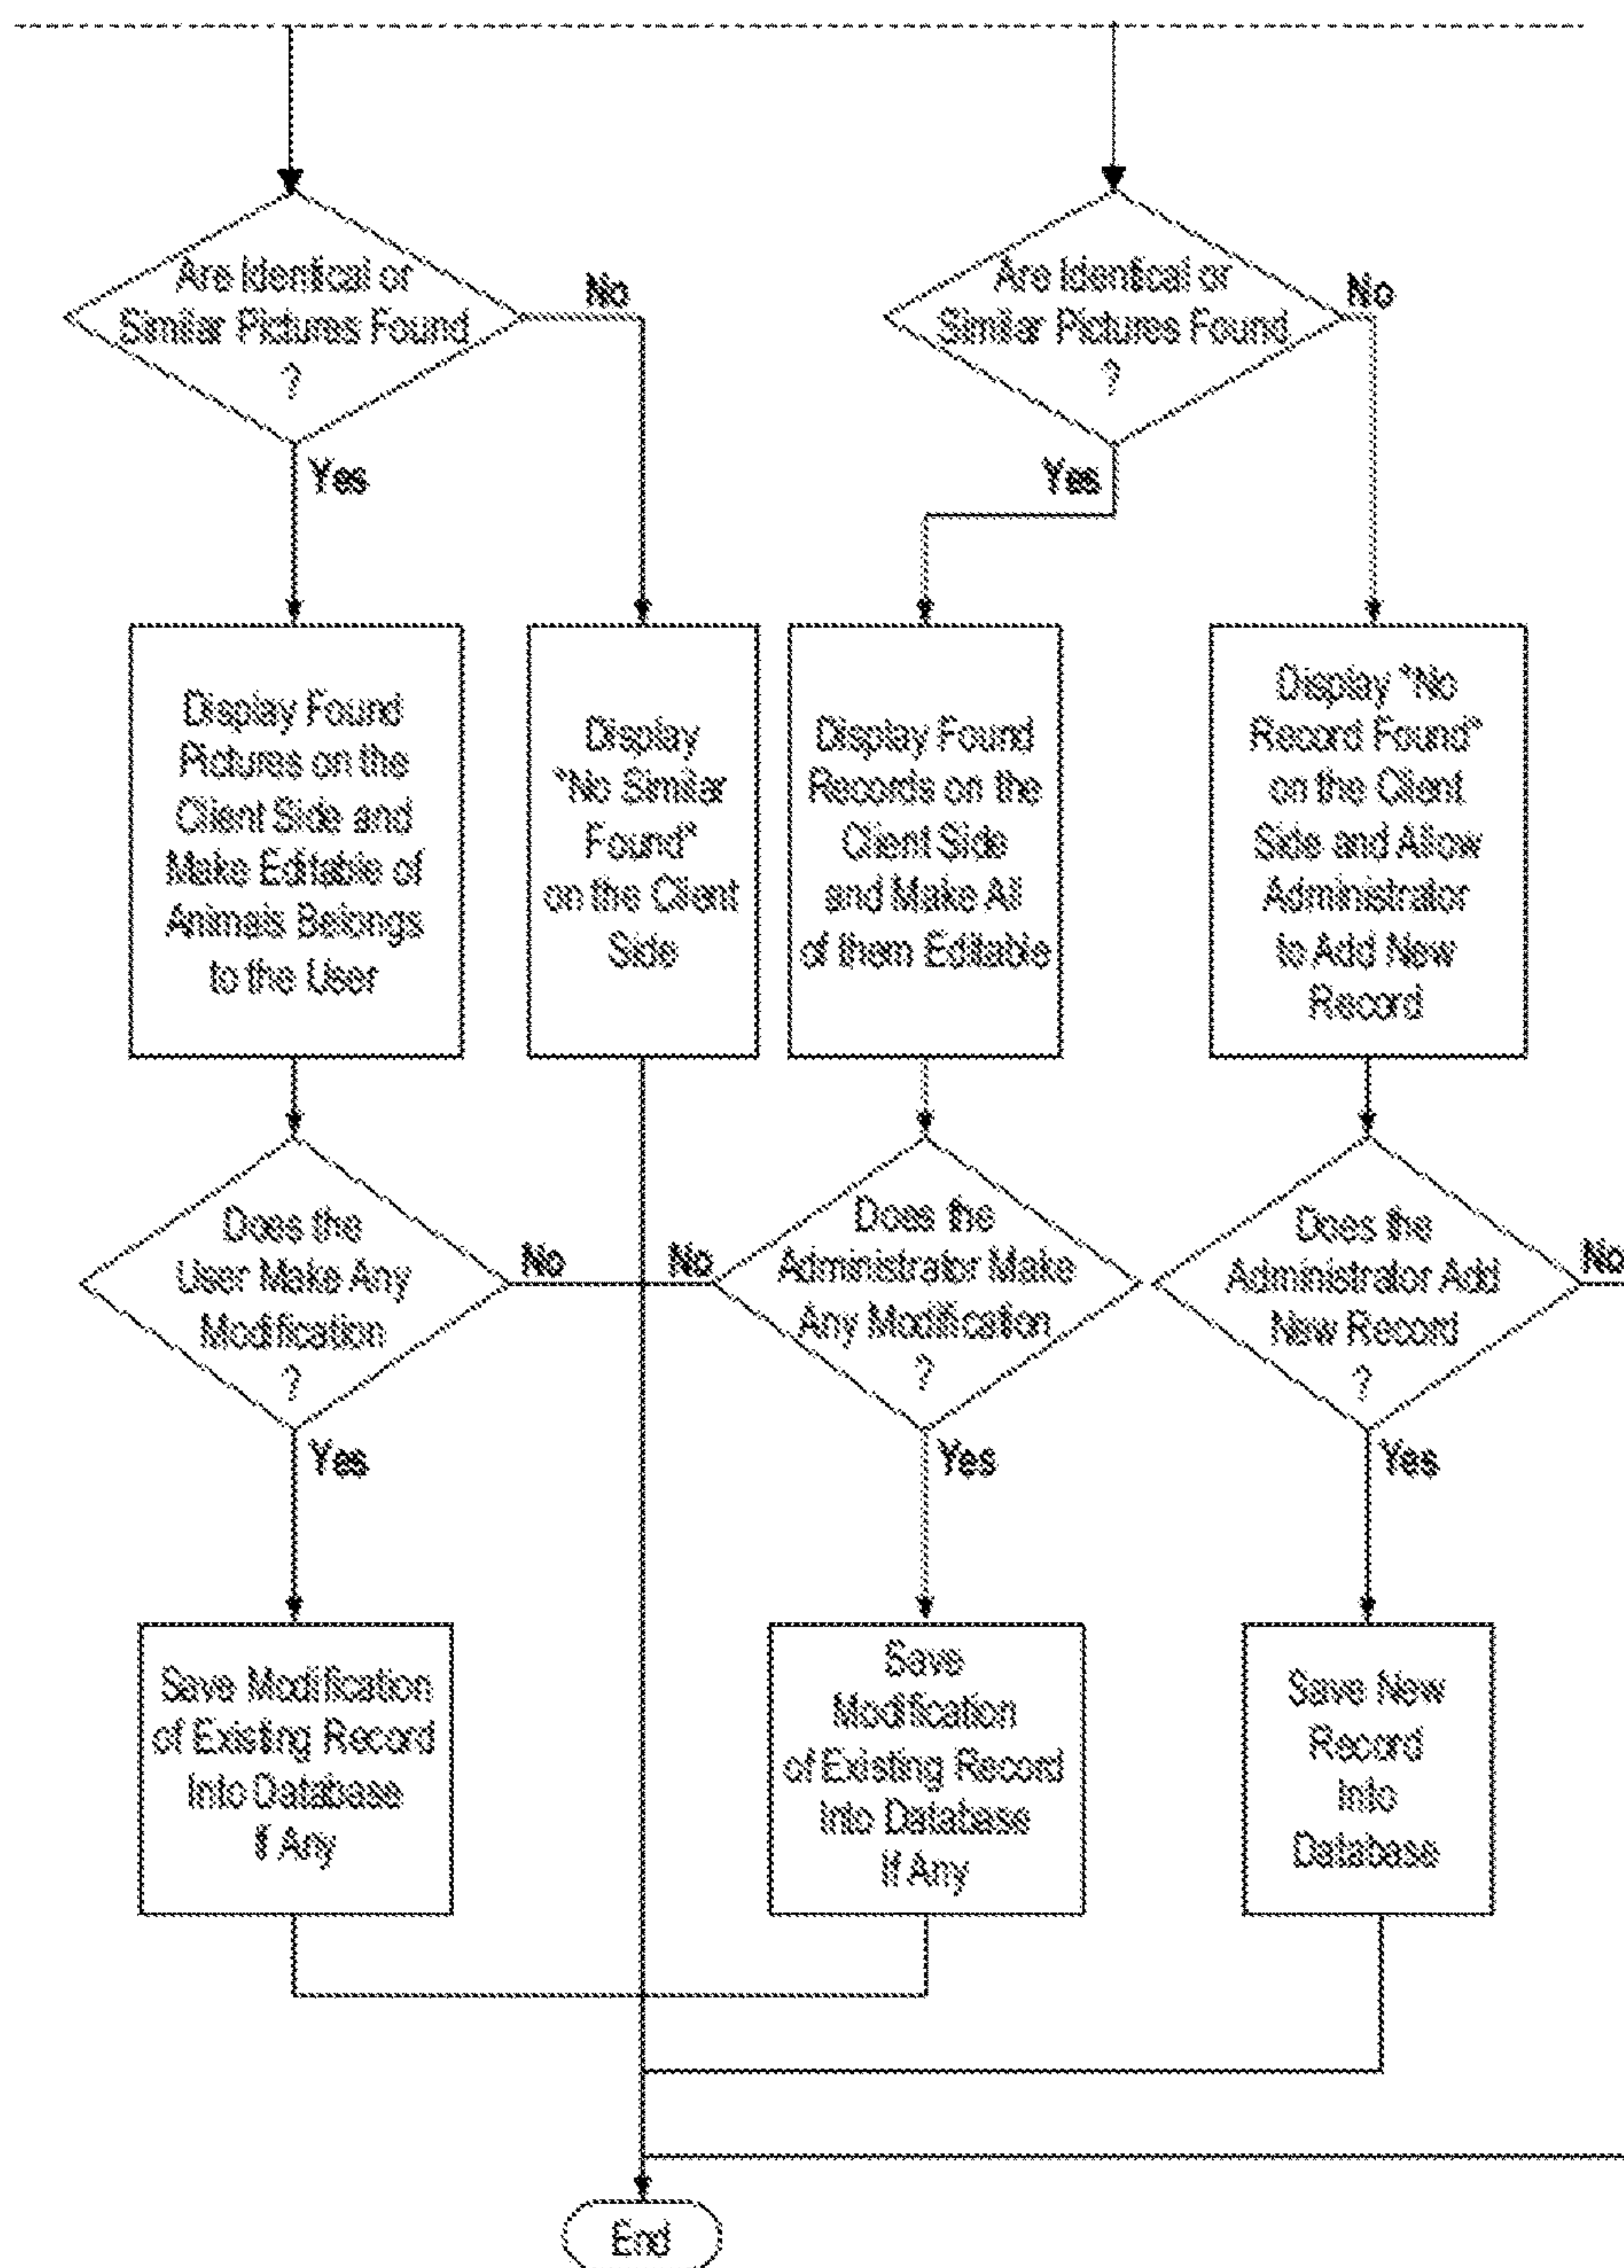 Are Identical or
Similar Pictures Found
?
No
Yes
Are Identical or
Similar Pictures Found
?
No
Yes
Display Found
Pictures on the
Client Side and
Make Editable of
Animals Belongs
to the User
Display
"No Similar
Found"
on the Client
Side
Display Found
Records on the
Client Side
and Make All
of them Editable
Display "No
Record Found"
on the Client
Side and Allow
Administrator
to Add New
Record
Does the
User Make Any
Modification
?
No
Yes
No
Does the
Administrator Make
Any Modification
?
Yes
Does the
Administrator Add
New Record
?
No
Yes
Save Modification
of Existing Record
Into Database
If Any
Save
Modification
of Existing Record
Into Database
If Any
Save New
Record
Into
Database
End